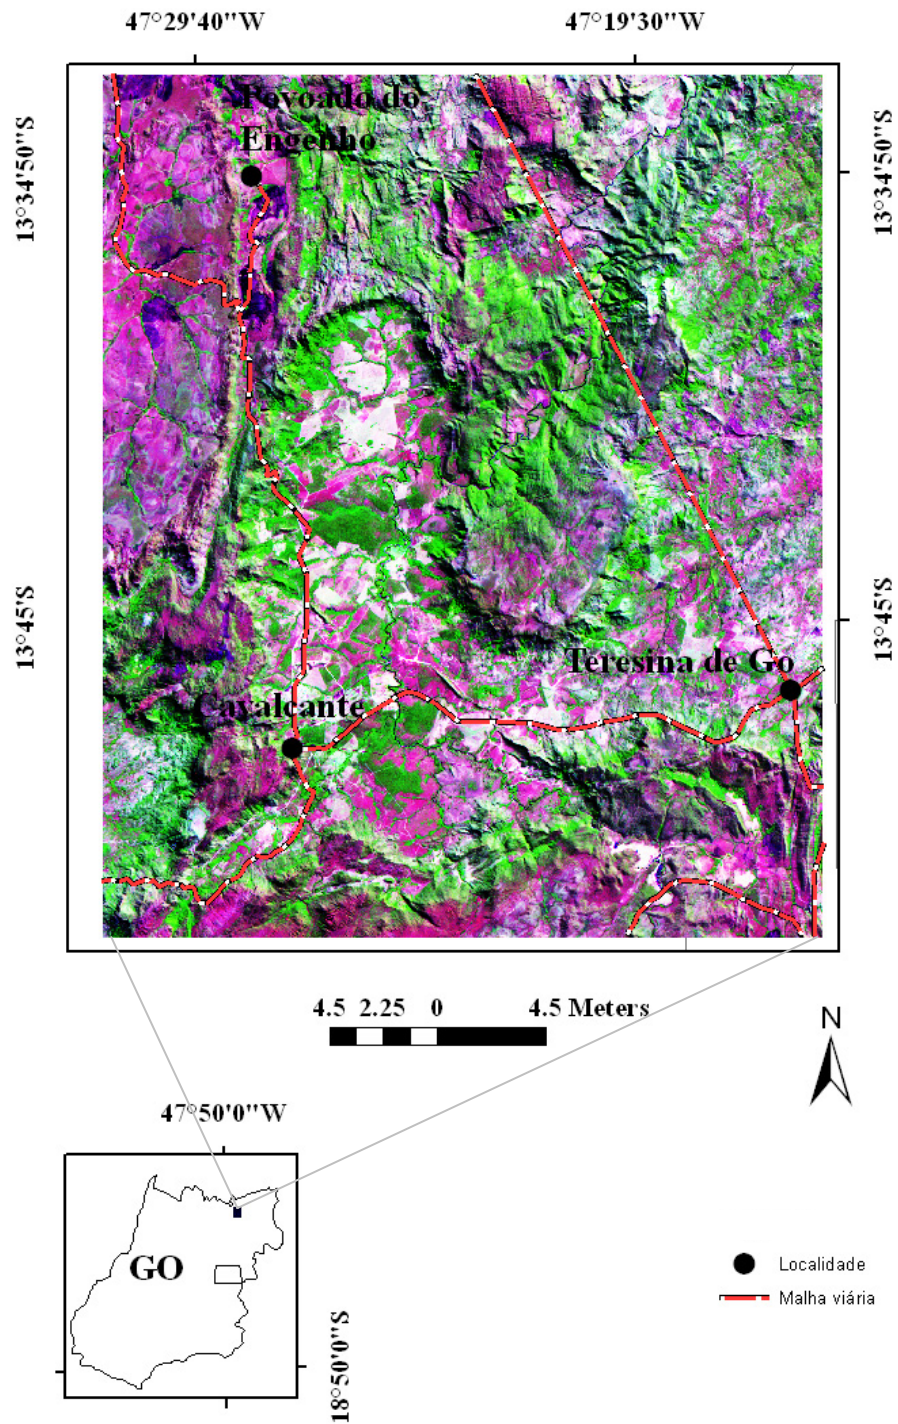 47°29'40"W 47°19'30"W
Povoado do
Engenho
13°34'50"S 13°34'50"S
13°45'S 13°45'S
Teresina de Go
Cavalcante
4.5 2.25 0 4.5 Meters
N
47°50'0"W
GO
Localidade
Malha viária
18°50'0"S